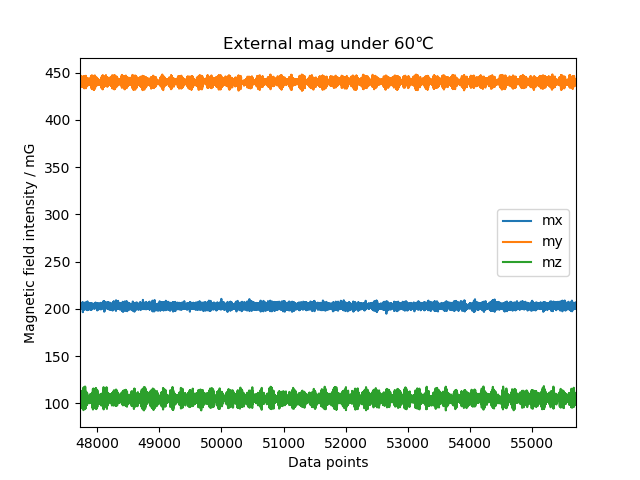 External mag under 60℃
Magnetic field intensity / mG
450
400
350
300
250
200
150
100
mx
my
mz
48000 49000 50000 51000 52000 53000 54000 55000
Data points